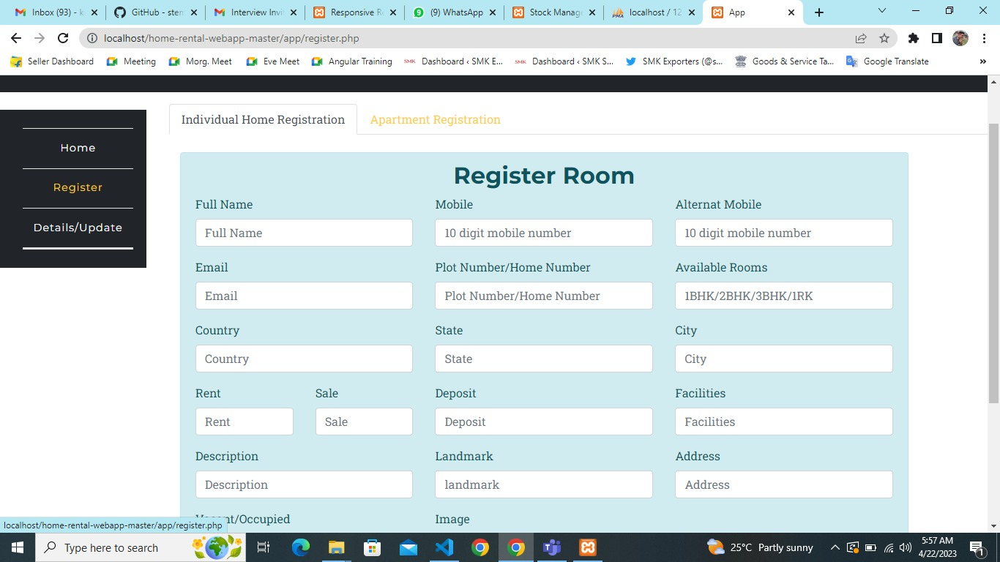 Inbox (93) - k
GitHub - sten
Interview Invi
Responsive R
(9) WhatsApp
Stock Manag
localhost / 12
App
localhost/home-rental-webapp-master/app/register.php
Seller Dashboard
Meeting
Morg. Meet
Eve Meet
Angular Training
SMK Dashboard ‹ SMK E...
SMK Dashboard ‹ SMK S...
SMK Exporters (@s...
Goods & Service Ta...
Google Translate
»
Individual Home Registration
Apartment Registration
Home
Register
Details/Update
Register Room
Full Name
Mobile
Alternat Mobile
Full Name
10 digit mobile number
10 digit mobile number
Email
Plot Number/Home Number
Available Rooms
Email
Plot Number/Home Number
1BHK/2BHK/3BHK/1RK
Country
State
City
Country
State
City
Rent
Sale
Deposit
Facilities
Rent
Sale
Deposit
Facilities
Description
Landmark
Address
Description
landmark
Address
Vacant/Occupied
Image
localhost/home-rental-webapp-master/app/register.php
Type here to search
25°C Partly sunny
5:57 AM
4/22/2023
1